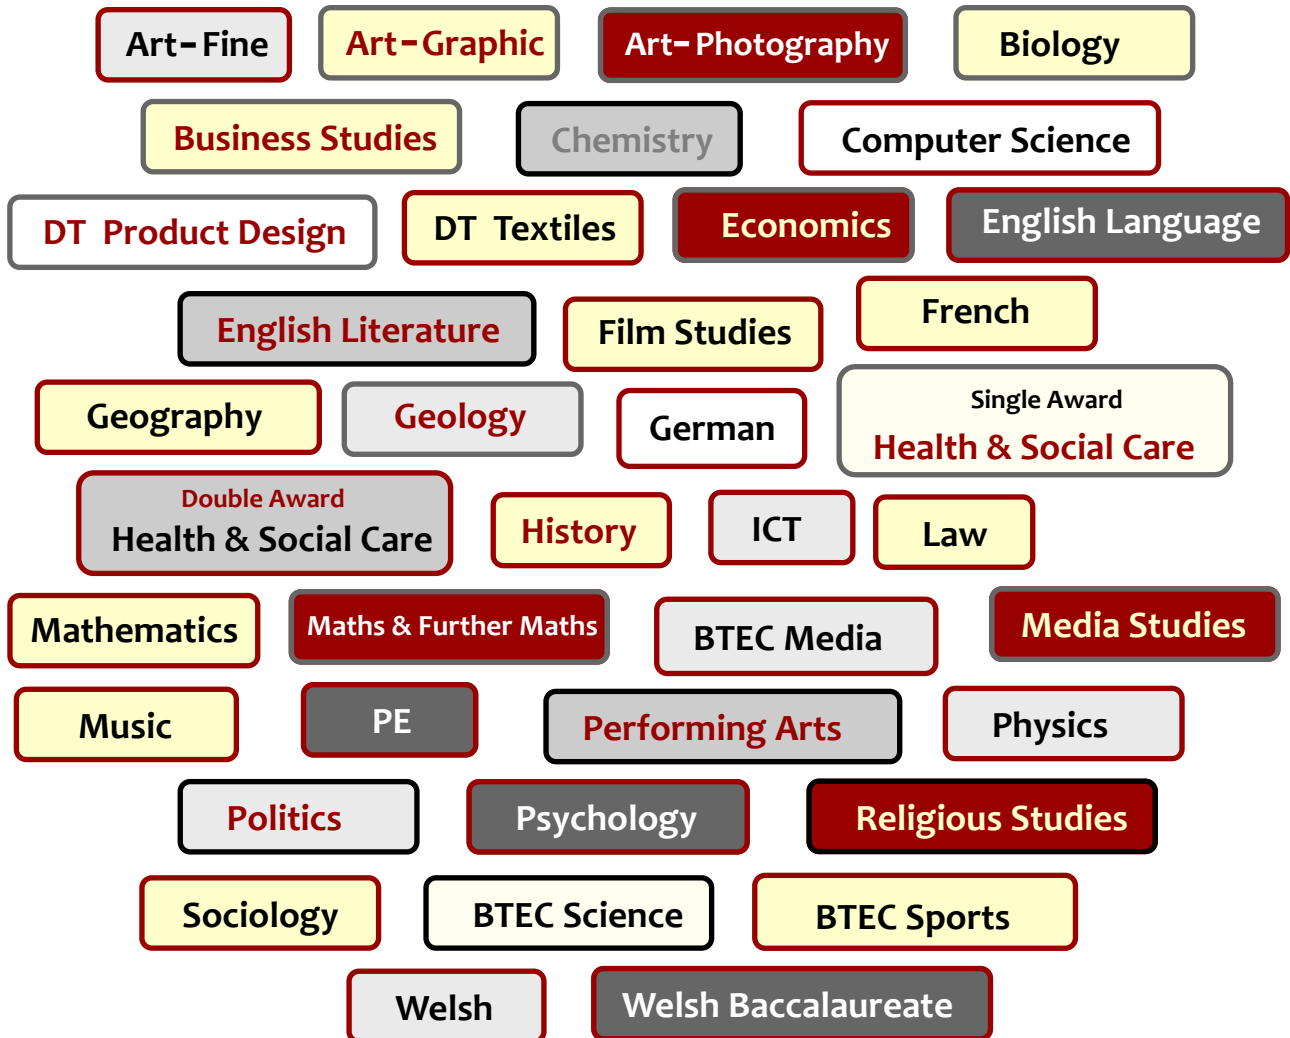 Art-Fine
Art-Graphic
Art-Photography
Biology
Business Studies
Chemistry
Computer Science
DT Product Design
DT Textiles
Economics
English Language
English Literature
Film Studies
French
Geography
Geology
German
Single Award
Health & Social Care
Double Award
Health & Social Care
History
ICT
Law
Mathematics
Maths & Further Maths
BTEC Media
Media Studies
Music
PE
Performing Arts
Physics
Politics
Psychology
Religious Studies
Sociology
BTEC Science
BTEC Sports
Welsh
Welsh Baccalaureate